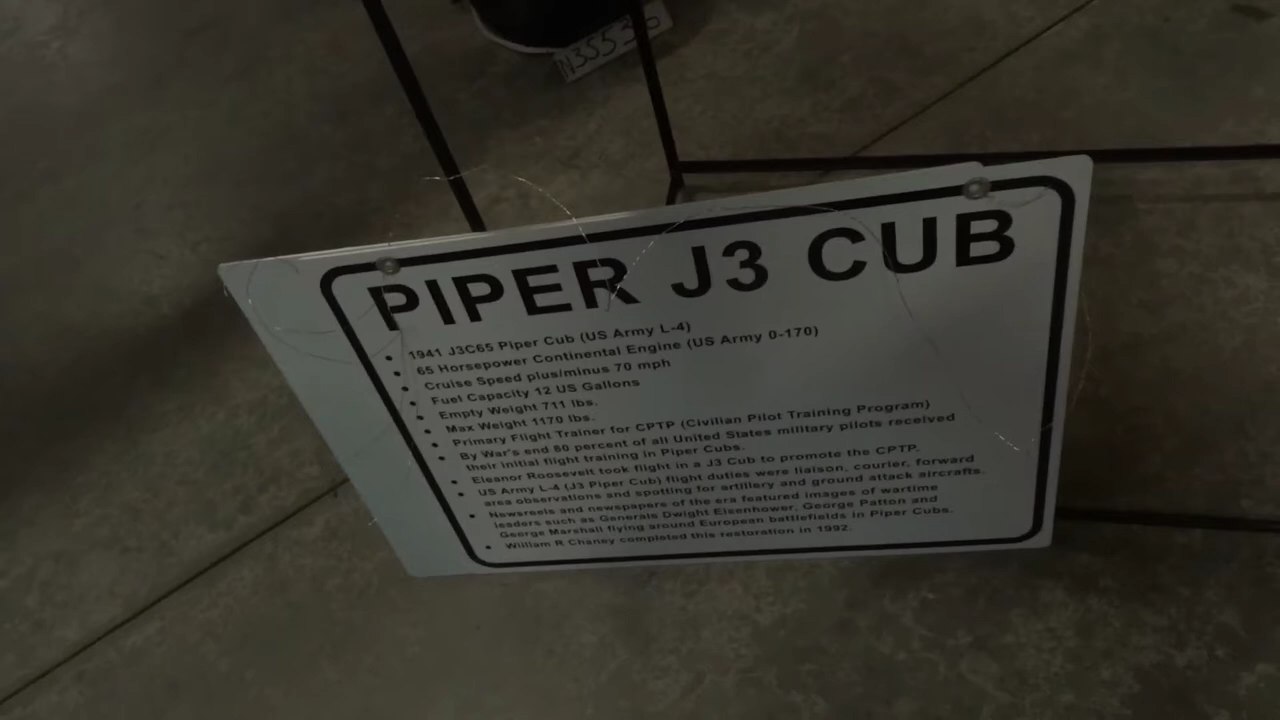 N35536
PIPER J3 CUB
• 1941 J3C65 Piper Cub (US Army L-4)
• 65 Horsepower Continental Engine (US Army 0-170)
• Cruise Speed plus/minus 70 mph
• Fuel Capacity 12 US Gallons
• Empty Weight 711 lbs.
• Max Weight 1170 lbs.
• Primary Flight Trainer for CPTP (Civilian Pilot Training Program)
• By War's end 80 percent of all United States military pilots received
their initial flight training in Piper Cubs.
• Eleanor Roosevelt took flight in a J3 Cub to promote the CPTP.
• US Army L-4 (J3 Piper Cub) flight duties were liaison, courier, forward
area observations and spotting for artillery and ground attack aircrafts.
• Newsreels and newspapers of the era featured images of wartime
leaders such as Generals Dwight Eisenhower, George Patton and
George Marshall flying around European battlefields in Piper Cubs.
• William R Chaney completed this restoration in 1992.